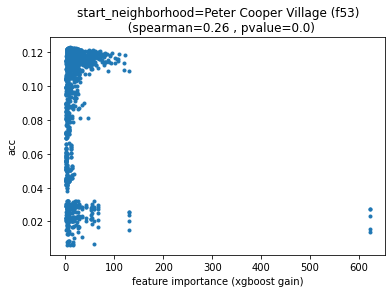 start_neighborhood=Peter Cooper Village (f53)
(spearman=0.26 , pvalue=0.0)
0.12
0.10
0.08
0.06
0.04
0.02
acc
0 100 200 300 400 500 600
feature importance (xgboost gain)